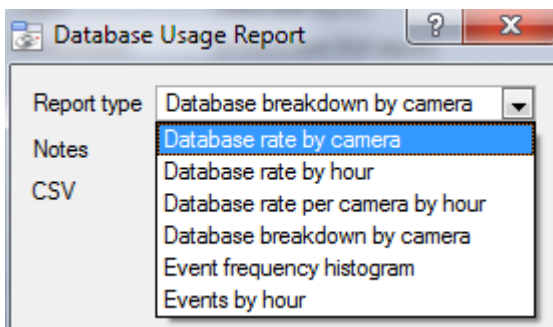 Database Usage Report ? X
Report type Database breakdown by camera
Database rate by camera
Notes
Database rate by hour
CSV
Database rate per camera by hour
Database breakdown by camera
Event frequency histogram
Events by hour